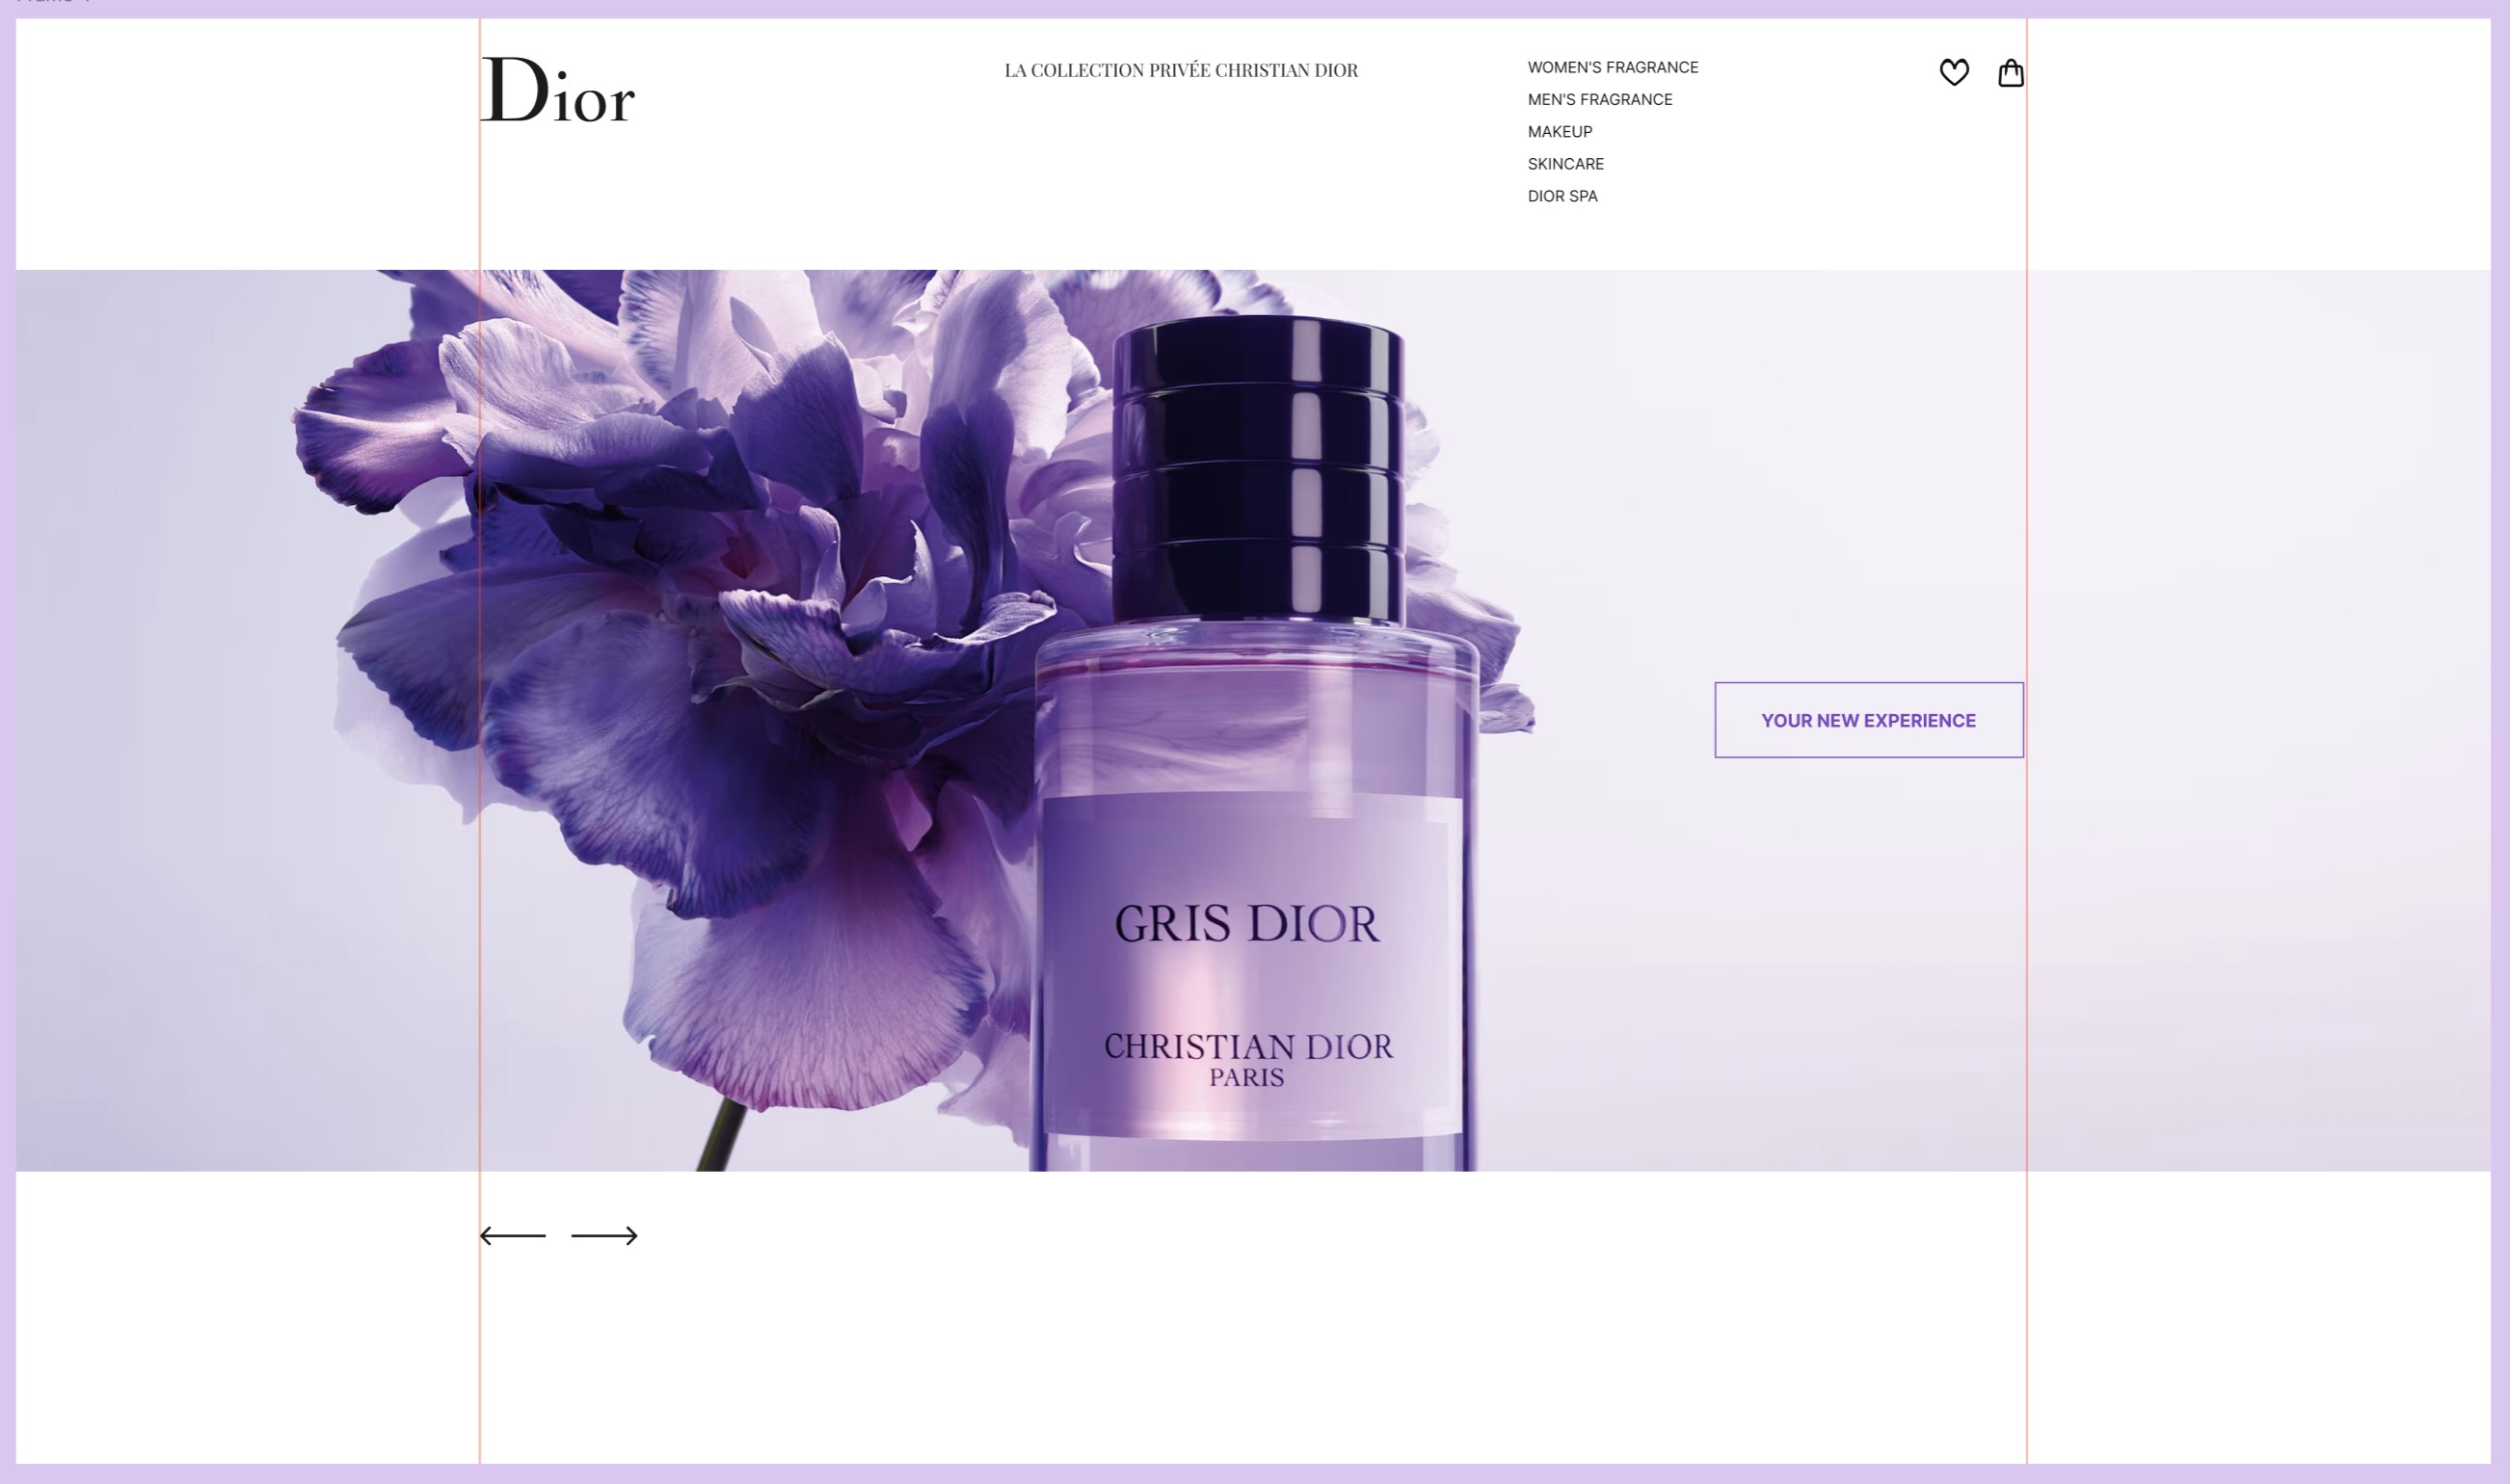 Dior
LA COLLECTION PRIVÉE CHRISTIAN DIOR
WOMEN'S FRAGRANCE
MEN'S FRAGRANCE
MAKEUP
SKINCARE
DIOR SPA
YOUR NEW EXPERIENCE
GRIS DIOR
CHRISTIAN DIOR
PARIS